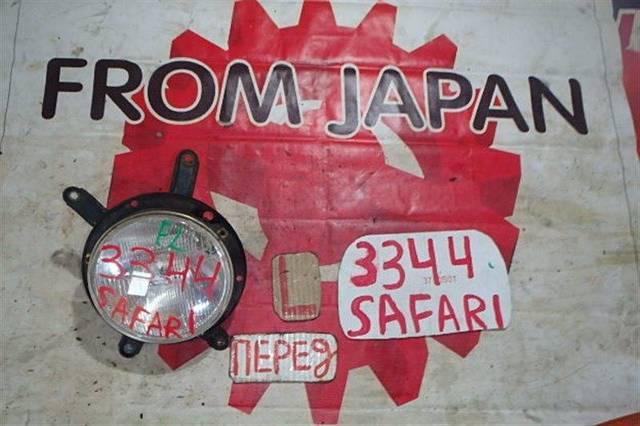 FROM JAPAN
FL
3344
SAFARI
L
ПЕРЕД
3344
SAFARI